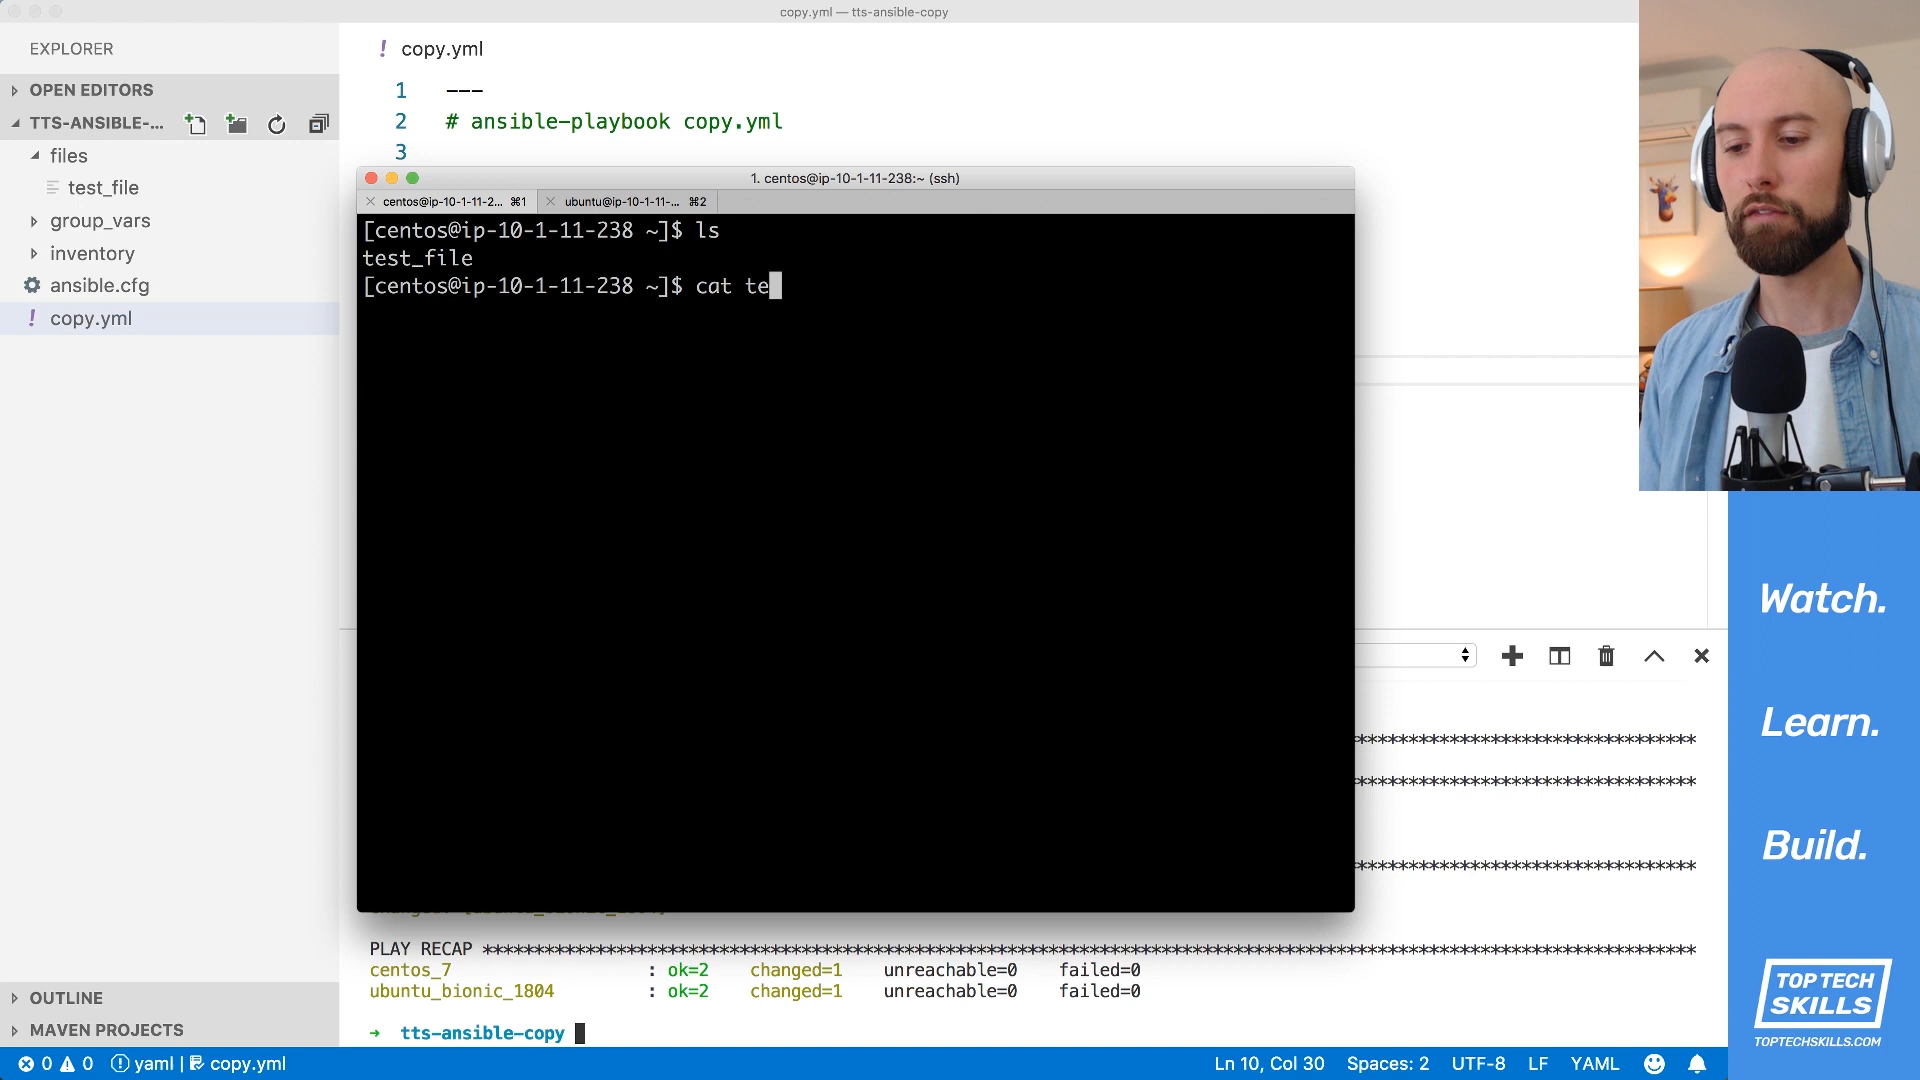 copy.yml — tts-ansible-copy
EXPLORER
OPEN EDITORS
TTS-ANSIBLE-...
files
test_file
group_vars
inventory
ansible.cfg
! copy.yml
OUTLINE
MAVEN PROJECTS
! copy.yml
1 ---
2 # ansible-playbook copy.yml
3
1. centos@ip-10-1-11-238:~ (ssh)
centos@ip-10-1-11-2... ⌘1
ubuntu@ip-10-1-11-... ⌘2
[centos@ip-10-1-11-238 ~]$ ls
test_file
[centos@ip-10-1-11-238 ~]$ cat te
PLAY RECAP *********************************************************************************************************************
centos_7 : ok=2 changed=1 unreachable=0 failed=0
ubuntu_bionic_1804 : ok=2 changed=1 unreachable=0 failed=0
→ tts-ansible-copy
0 0 yaml | copy.yml
Ln 10, Col 30 Spaces: 2 UTF-8 LF YAML
Watch.
Learn.
Build.
TOP TECH
SKILLS
TOPTECHSKILLS.COM